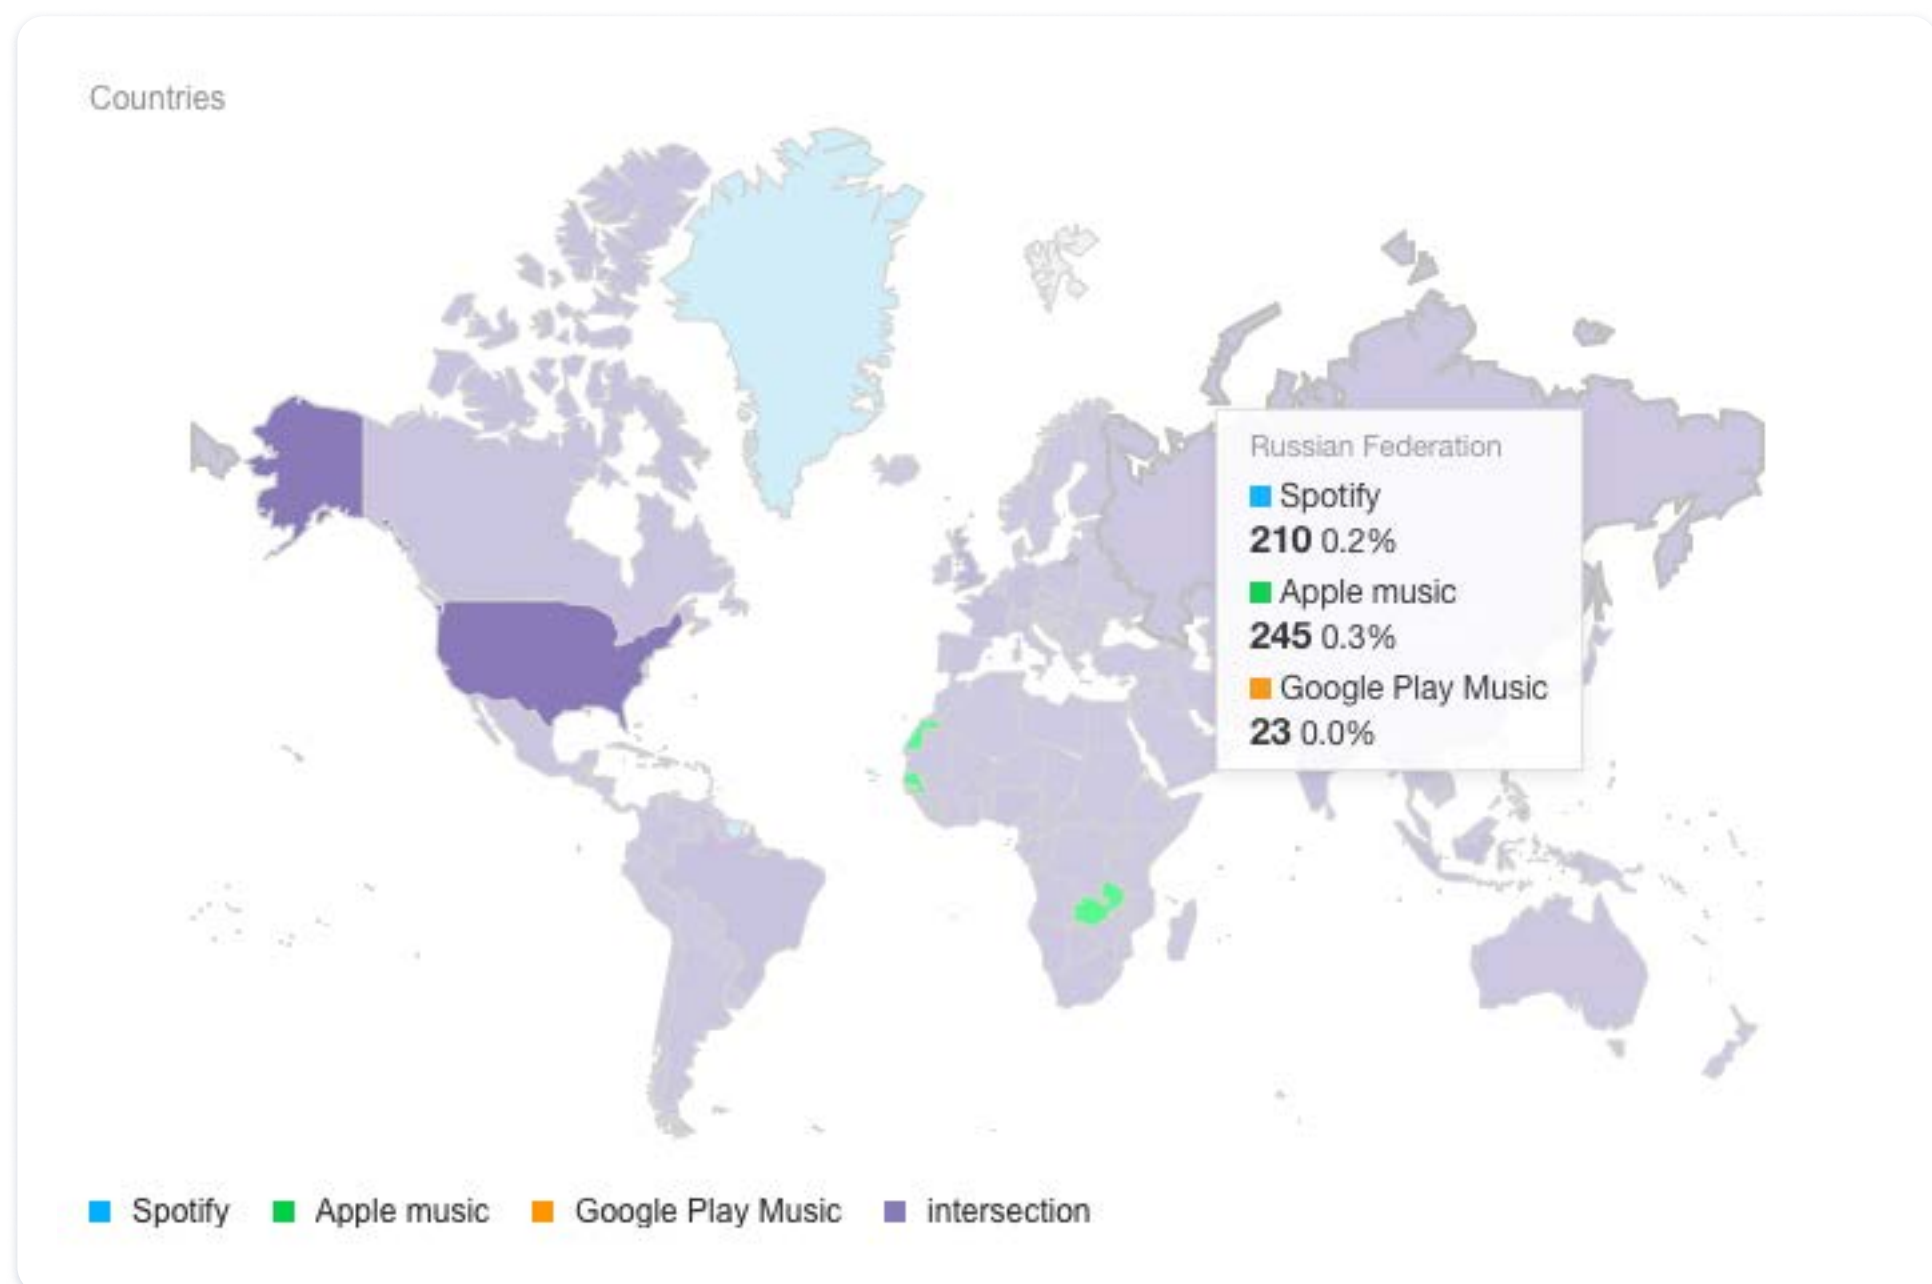 Countries
Russian Federation
Spotify
210 0.2%
Apple music
245 0.3%
Google Play Music
23 0.0%
Spotify Apple music Google Play Music intersection